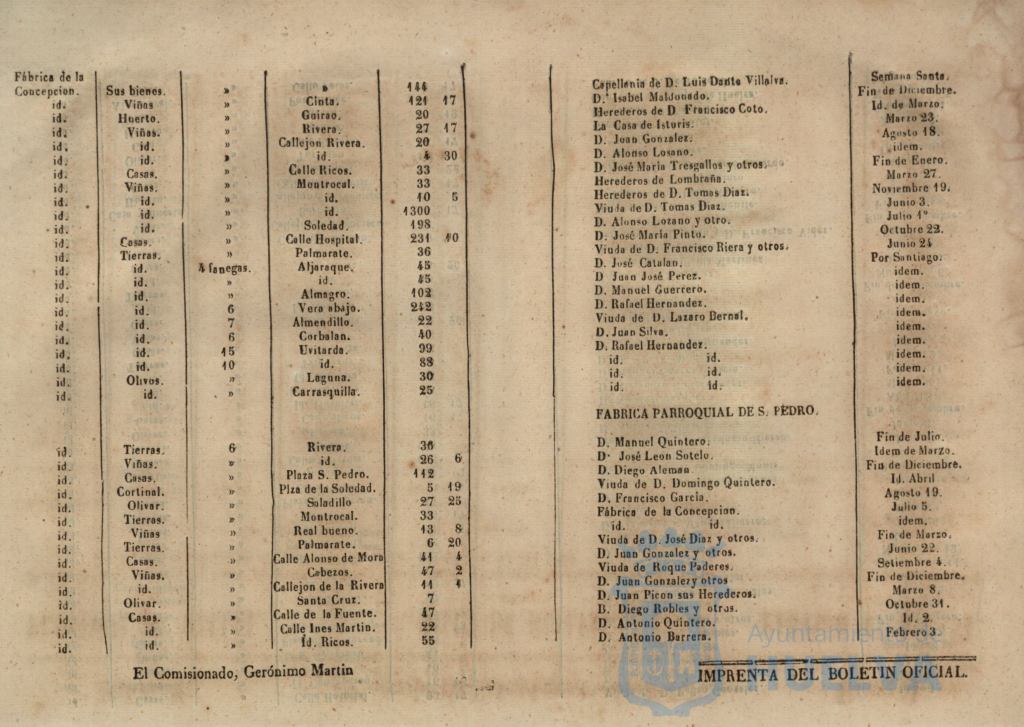 Fábrica de la
Concepcion. Sus bienes. » » 144
id. Viñas » Cinta. 121 17
id. Huerto. » Guirao. 20
id. Viñas. » Rivera. 27 17
id. id. » Callejon Rivera. 20
id. id. » id. 4 30
id. Casas. » Calle Ricos. 33
id. Viñas. » Montrocal. 33
id. id. » id. 10 5
id. id. » id. 1300
id. id. » Soledad. 198
id. Casas. » Calle Hospital. 231 10
id. Tierras. » Palmarate. 36
id. id. 4 fanegas. Aljaraque. 45
id. id. » id. 45
id. id. » Almagro. 102
id. id. 6 Vera abajo. 242
id. id. 7 Almendillo. 22
id. id. 6 Corbalan. 40
id. id. 15 Uvitarda. 99
id. id. 10 id. 88
id. Olivos. » Laguna. 30
id. id. » Carrasquilla. 25
id. Tierras. 6 Rivera. 36
id. Viñas. » id. 26 6
id. Casas. » Plaza S. Pedro. 112
id. Cortinal. » Plza de la Soledad. 5 19
id. Olivar. » Saladillo 27 25
id. Tierras. » Montrocal. 33
id. Viñas » Real bueno. 13 8
id. Tierras. » Palmarate. 6 20
id. Casas. » Calle Alonso de Mora 41 4
id. Viñas. » Cabezos. 47 2
id. id. » Callejon de la Rivera 11 4
id. Olivar. » Santa Cruz. 7
id. Casas. » Calle de la Fuente. 47
id. id. » Calle Ines Martin. 22
id. id. » Id. Ricos. 55
El Comisionado, Gerónimo Martin
Capellania de D. Luis Dante Villalva. Semana Santa.
D.ª Isabel Maldonado. Fin de Diciembre.
Herederos de D. Francisco Coto. Id. de Marzo.
La Casa de Isturis. Marzo 23.
D. Juan Gonzalez. Agosto 18.
D. Alonso Losano. idem.
D. José Maria Tresgallos y otros. Fin de Enero.
Herederos de Lombraña. Marzo 27.
Herederos de D. Tomas Diaz. Noviembre 19.
Viuda de D. Tomas Diaz. Junio 3.
D. Alonso Lozano y otro. Julio 1º
D. José María Pinto. Octubre 22.
Viuda de D. Francisco Riera y otros. Junio 24
D. José Catalan. Por Santiago.
D Juan José Perez. idem.
D. Manuel Guerrero. idem.
D. Rafael Hernandez. idem.
Viuda de D. Lazaro Bernal. idem.
D. Juan Silva. idem.
D. Rafael Hernandez. idem.
id. id. idem.
id. id. idem.
id. id. idem.
FABRICA PARROQUIAL DE S. PEDRO.
D. Manuel Quintero. Fin de Julio.
D. José Leon Sotelo. Idem de Marzo.
D. Diego Aleman. Fin de Diciembre.
Viuda de D. Domingo Quintero. Id. Abril
D. Francisco Garcia. Agosto 19.
Fábrica de la Concepcion. Julio 5.
id. id. idem.
Viuda de D. José Diaz y otros. Fin de Marzo.
D. Juan Gonzalez y otros. Junio 22.
Viuda de Roque Paderes. Setiembre 4.
D. Juan Gonzalez y otros Fin de Diciembre.
D. Juan Picon sus Herederos. Marzo 8.
B. Diego Robles y otros. Octubre 31.
D. Antonio Quintero. Id. 2.
D. Antonio Barrera. Febrero 3.
IMPRENTA DEL BOLETIN OFICIAL.
Ayuntamiento de
HUELVA